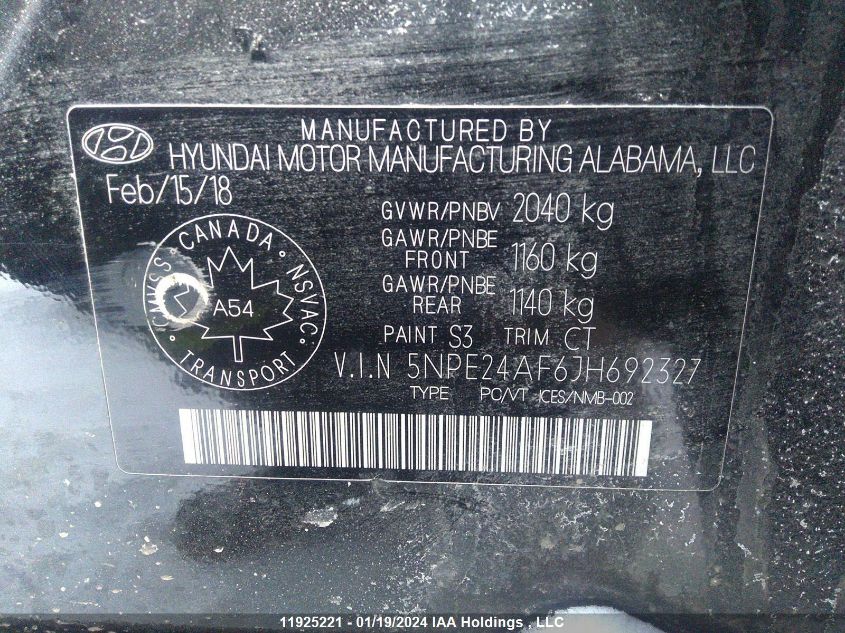 MANUFACTURED BY
HYUNDAI MOTOR MANUFACTURING ALABAMA, LLC
Feb/15/18
GVWR/PNBV 2040 kg
GAWR/PNBE
FRONT 1160 kg
GAWR/PNBE
REAR 1140 kg
PAINT S3 TRIM CT
V.I.N 5NPE24AF6JH692327
TYPE PC/VT ICES/NMB-002
CANADA
CMVSS
NSVAC
A54
TRANSPORT
11925221 - 01/19/2024 IAA Holdings , LLC